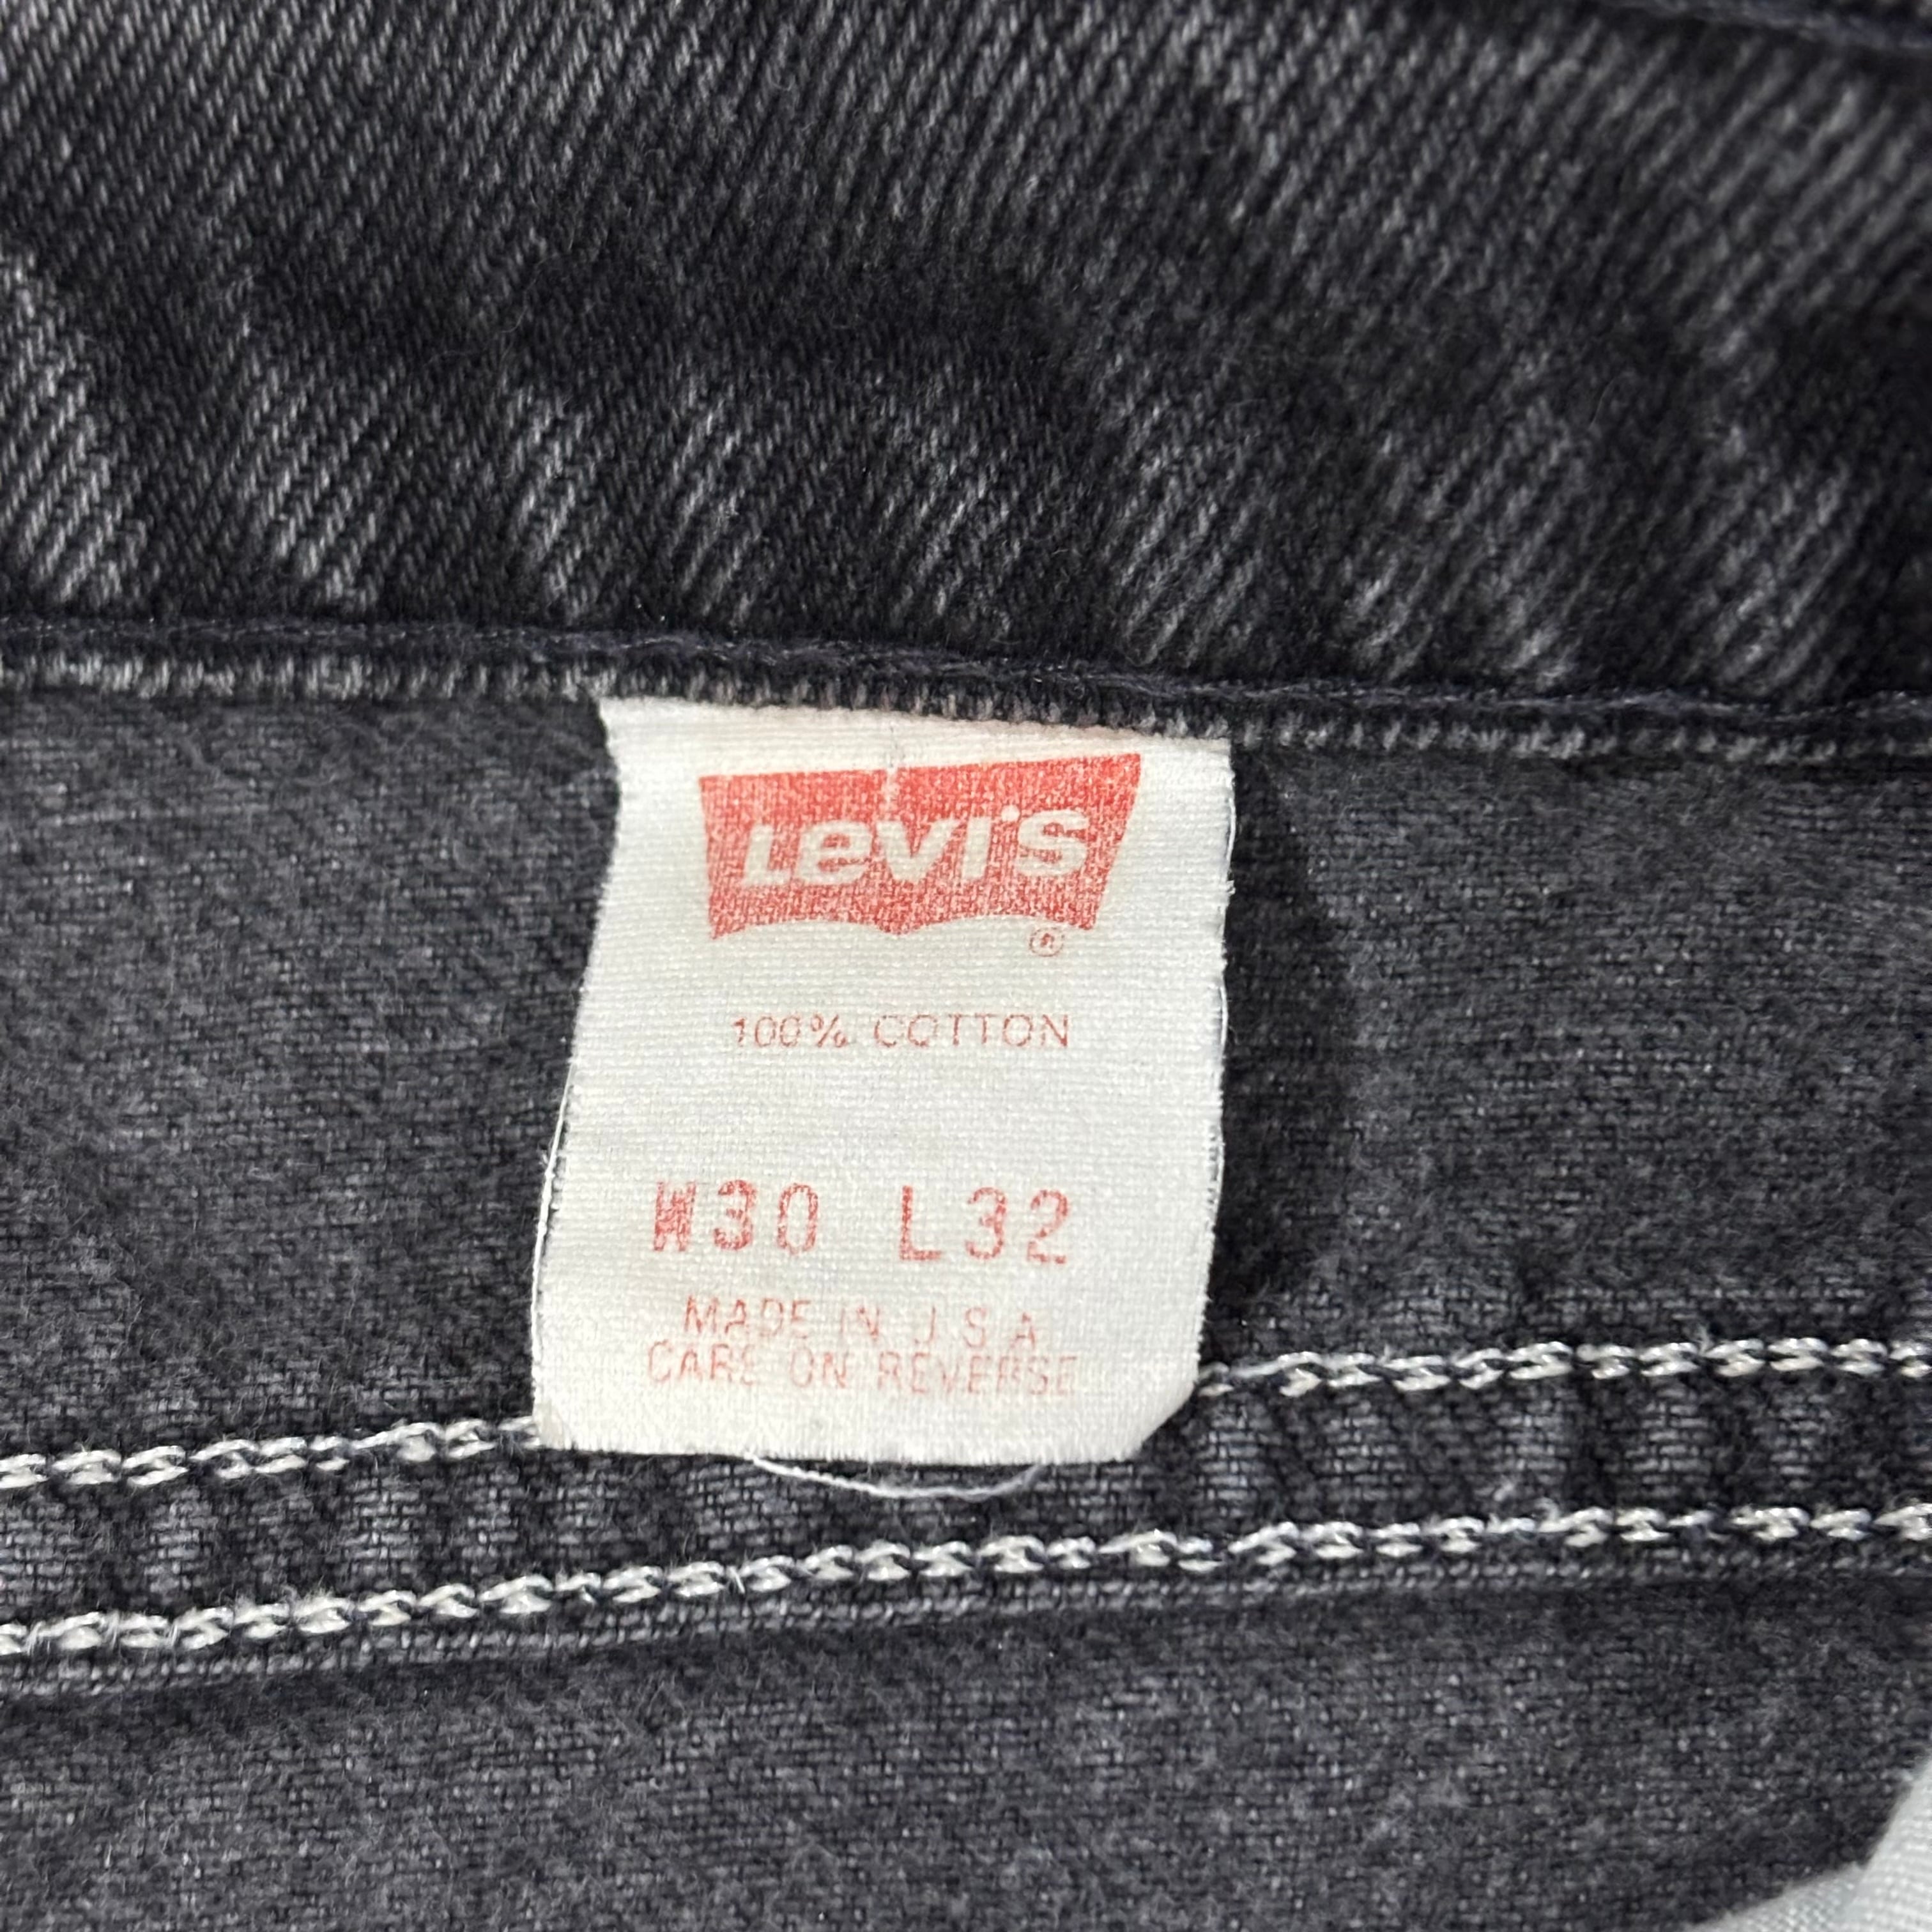 Levi's
®
100% COTTON
W30 L32
MADE IN U.S.A.
CARE ON REVERSE